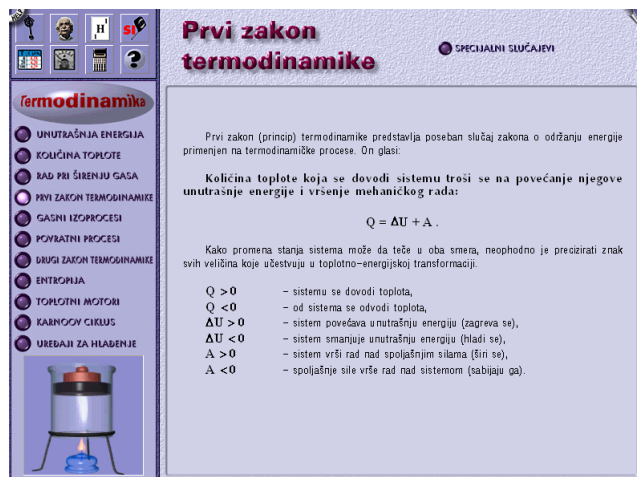 H
SI
?
Prvi zakon
termodinamike
SPECIJALNI SLUČAJEVI
Termodinamika
UNUTRAŠNJA ENERGIJA
KOLIČINA TOPLOTE
RAD PRI ŠIRENJU GASA
PRVI ZAKON TERMODINAMIKE
GASNI IZOPROCESI
POVRATNI PROCESI
DRUGI ZAKON TERMODINAMIKE
ENTROPIJA
TOPLOTNI MOTORI
KARNOOV CIKLUS
UREĐAJI ZA HLAĐENJE
Prvi zakon (princip) termodinamike predstavlja poseban slučaj zakona o održanju energije
primenjen na termodinamičke procese. On glasi:
Količina toplote koja se dovodi sistemu troši se na povećanje njegove
unutrašnje energije i vršenje mehaničkog rada:
Q = ΔU + A .
Kako promena stanja sistema može da teče u oba smera, neophodno je precizirati znak
svih veličina koje učestvuju u toplotno-energijskoj transformaciji.
Q > 0 – sistemu se dovodi toplota,
Q < 0 – od sistema se odvodi toplota,
ΔU > 0 – sistem povećava unutrašnju energiju (zagreva se),
ΔU < 0 – sistem smanjuje unutrašnju energiju (hladi se),
A > 0 – sistem vrši rad nad spoljašnjim silama (širi se),
A < 0 – spoljašnje sile vrše rad nad sistemom (sabijaju ga).